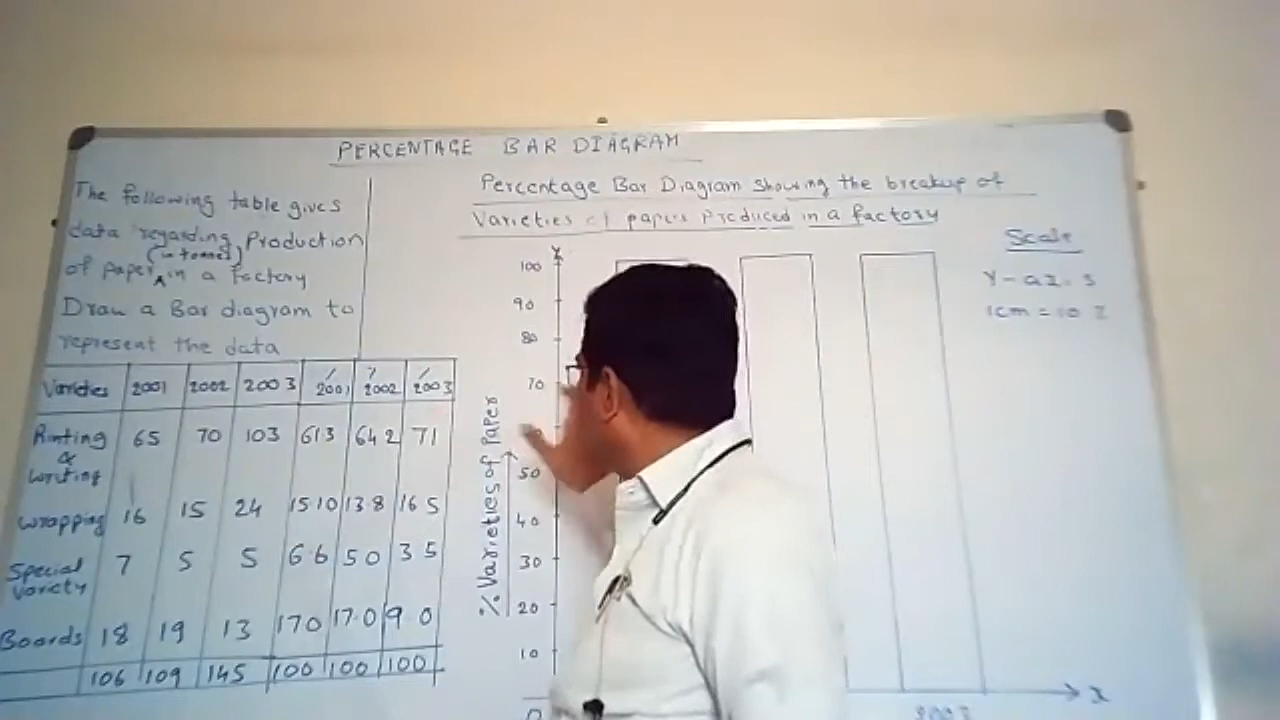 PERCENTAGE BAR DIAGRAM
The following table gives
data regarding Production
(in tonnes)
of paper in a factory
Draw a Bar diagram to
represent the data
Varieties 2001 2002 2003 % 2001 % 2002 % 2003
Printing & Writing 65 70 103 61.3 64.2 71
Wrapping 16 15 24 15.10 13.8 16.5
Special Variety 7 5 5 6.6 5.0 3.5
Boards 18 19 13 17.0 17.0 9.0
106 109 145 100 100 100
Percentage Bar Diagram Showing the breakup of
Varieties of papers Produced in a factory
Scale
Y-axis
1cm = 10 %
Y
100
90
80
70
50
40
30
20
10
0
% Varieties of Paper
X
2003